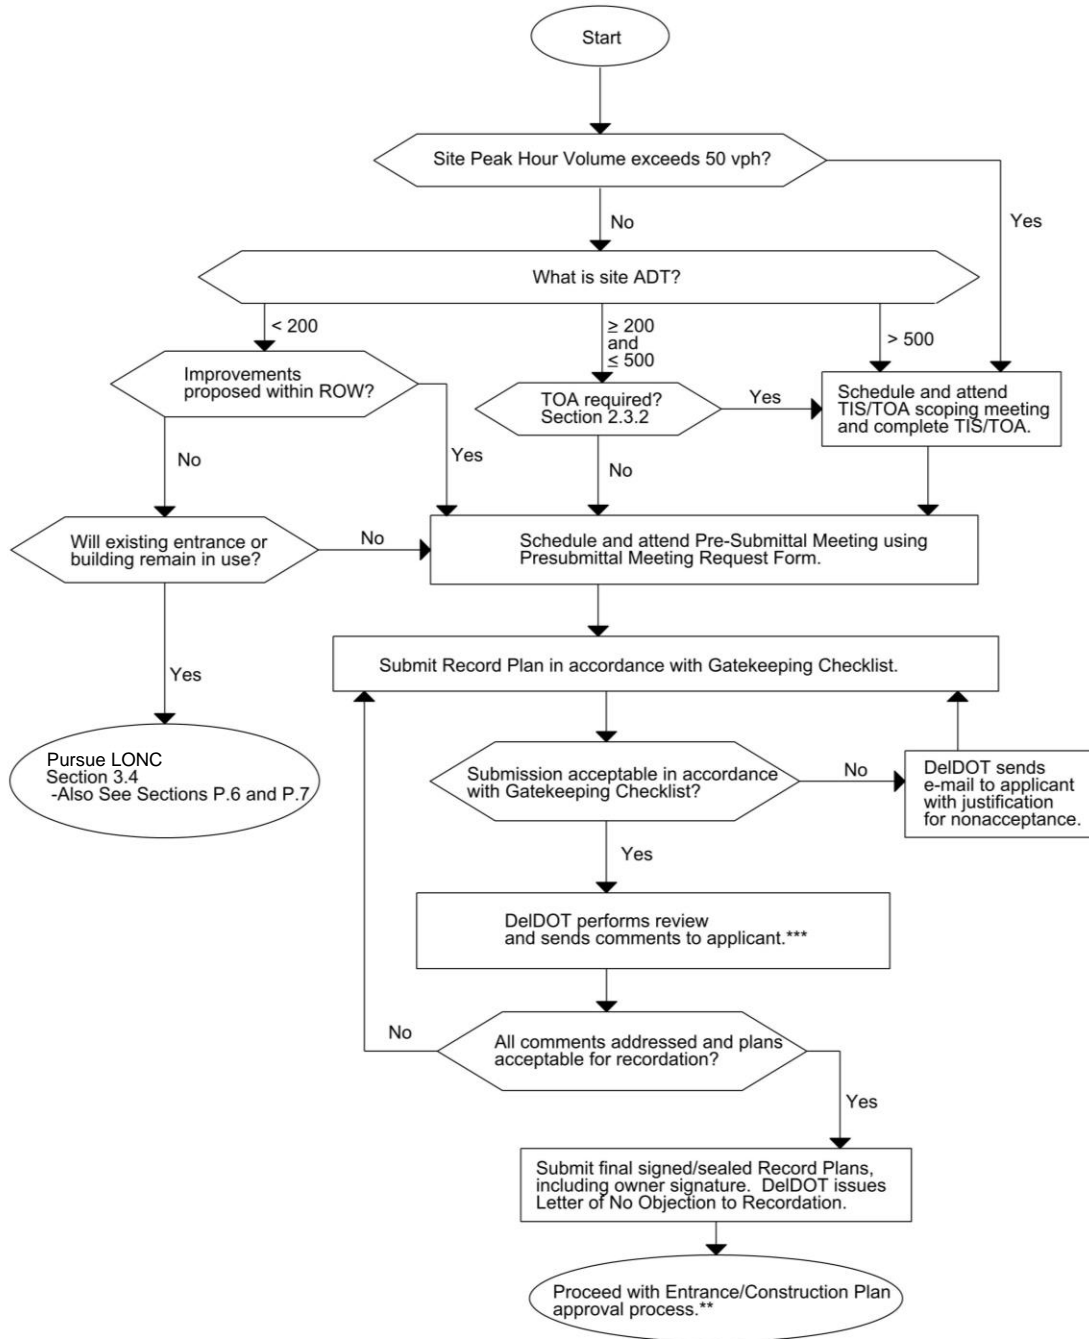 Start
Site Peak Hour Volume exceeds 50 vph?
No
Yes
What is site ADT?
< 200
≥ 200
and
≤ 500
> 500
Improvements
proposed within ROW?
TOA required?
Section 2.3.2
Yes
Schedule and attend
TIS/TOA scoping meeting
and complete TIS/TOA.
No
Yes
No
Will existing entrance or
building remain in use?
No
Schedule and attend Pre-Submittal Meeting using
Presubmittal Meeting Request Form.
Yes
Submit Record Plan in accordance with Gatekeeping Checklist.
Pursue LONC
Section 3.4
-Also See Sections P.6 and P.7
Submission acceptable in accordance
with Gatekeeping Checklist?
No
DelDOT sends
e-mail to applicant
with justification
for nonacceptance.
Yes
DelDOT performs review
and sends comments to applicant.***
No
All comments addressed and plans
acceptable for recordation?
Yes
Submit final signed/sealed Record Plans,
including owner signature.  DelDOT issues
Letter of No Objection to Recordation.
Proceed with Entrance/Construction Plan
approval process.**